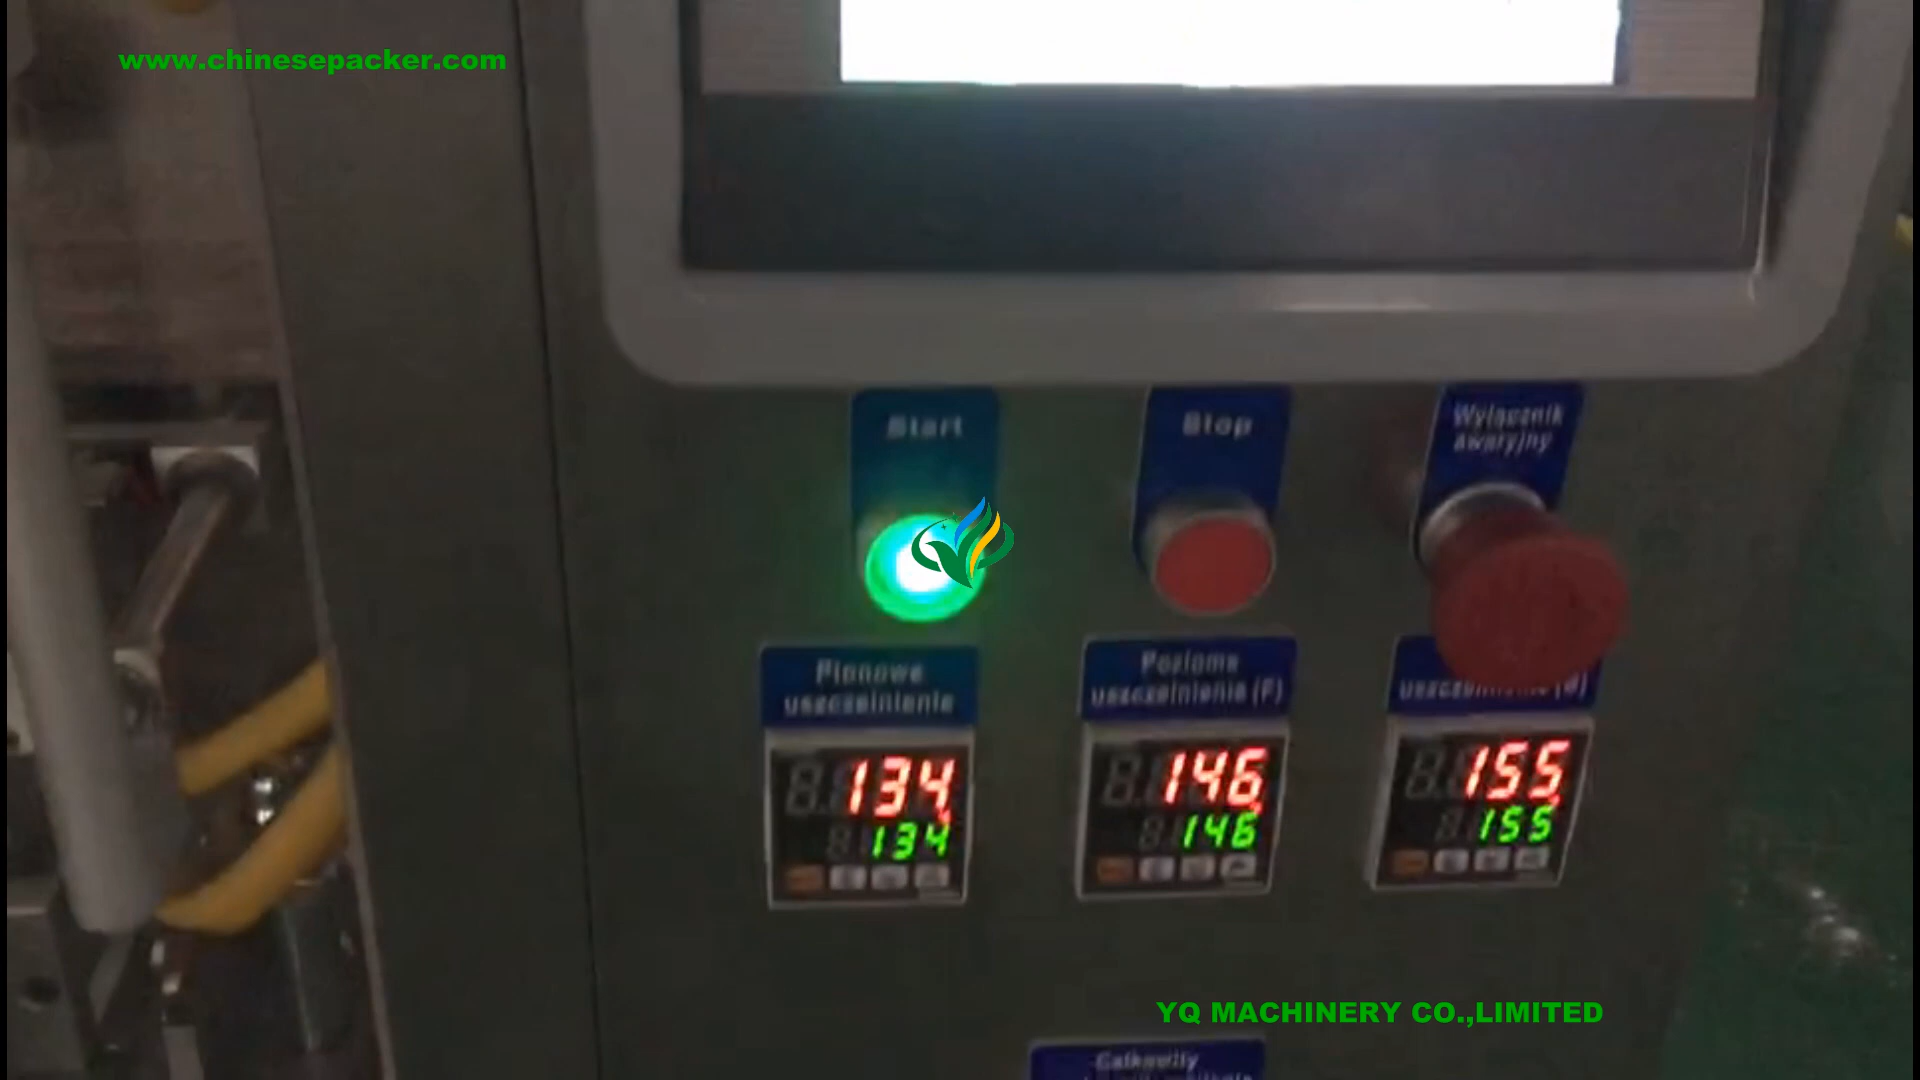 www.chinesepacker.com
Start
Stop
Wyłącznik
awaryjny
Pionowe
uszczelnienie
Poziome
uszczelnienie (F)
134
134
146
146
155
155
YQ MACHINERY CO.,LIMITED
Całkowity